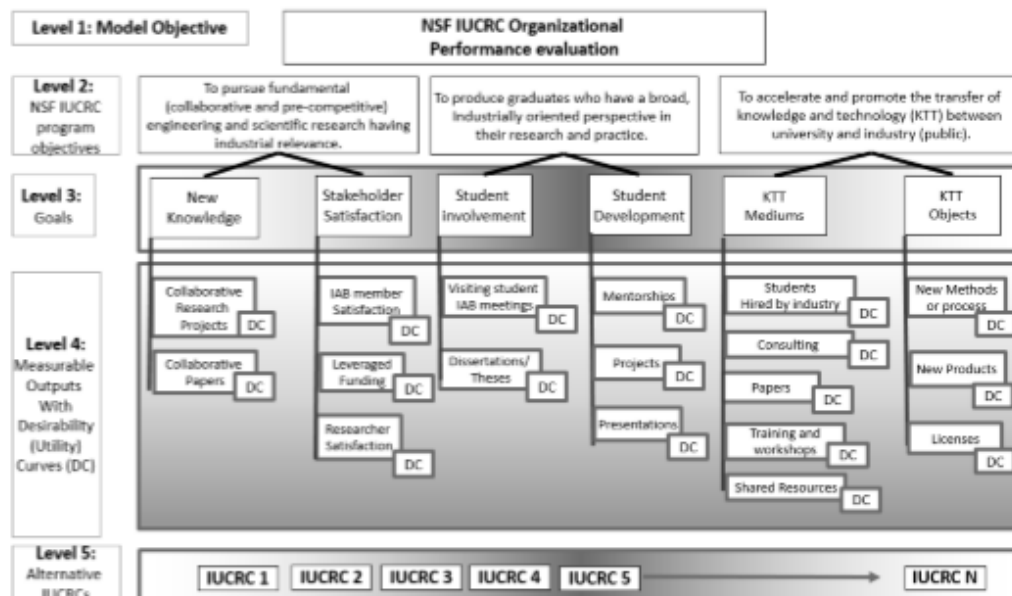 Level 1: Model Objective
NSF IUCRC Organizational
Performance evaluation
Level 2:
NSF IUCRC
program
objectives
To pursue fundamental
(collaborative and pre-competitive)
engineering and scientific research having
industrial relevance.
To produce graduates who have a broad,
Industrially oriented perspective in
their research and practice.
To accelerate and promote the transfer of
knowledge and technology (KTT) between
university and industry (public).
Level 3:
Goals
New
Knowledge
Stakeholder
Satisfaction
Student
involvement
Student
Development
KTT
Mediums
KTT
Objects
Level 4:
Measurable
Outputs
With
Desirability
(Utility)
Curves (DC)
Collaborative
Research
Projects
DC
Collaborative
Papers
DC
IAB member
Satisfaction
DC
Leveraged
Funding
DC
Researcher
Satisfaction
DC
Visiting student
IAB meetings
DC
Dissertations/
Theses
DC
Mentorships
DC
Projects
DC
Presentations
DC
Students
Hired by industry
DC
Consulting
DC
Papers
DC
Training and
workshops
DC
Shared Resources
DC
New Methods
or process
DC
New Products
DC
Licenses
DC
Level 5:
Alternative
IUCRCs
IUCRC 1
IUCRC 2
IUCRC 3
IUCRC 4
IUCRC 5
IUCRC N